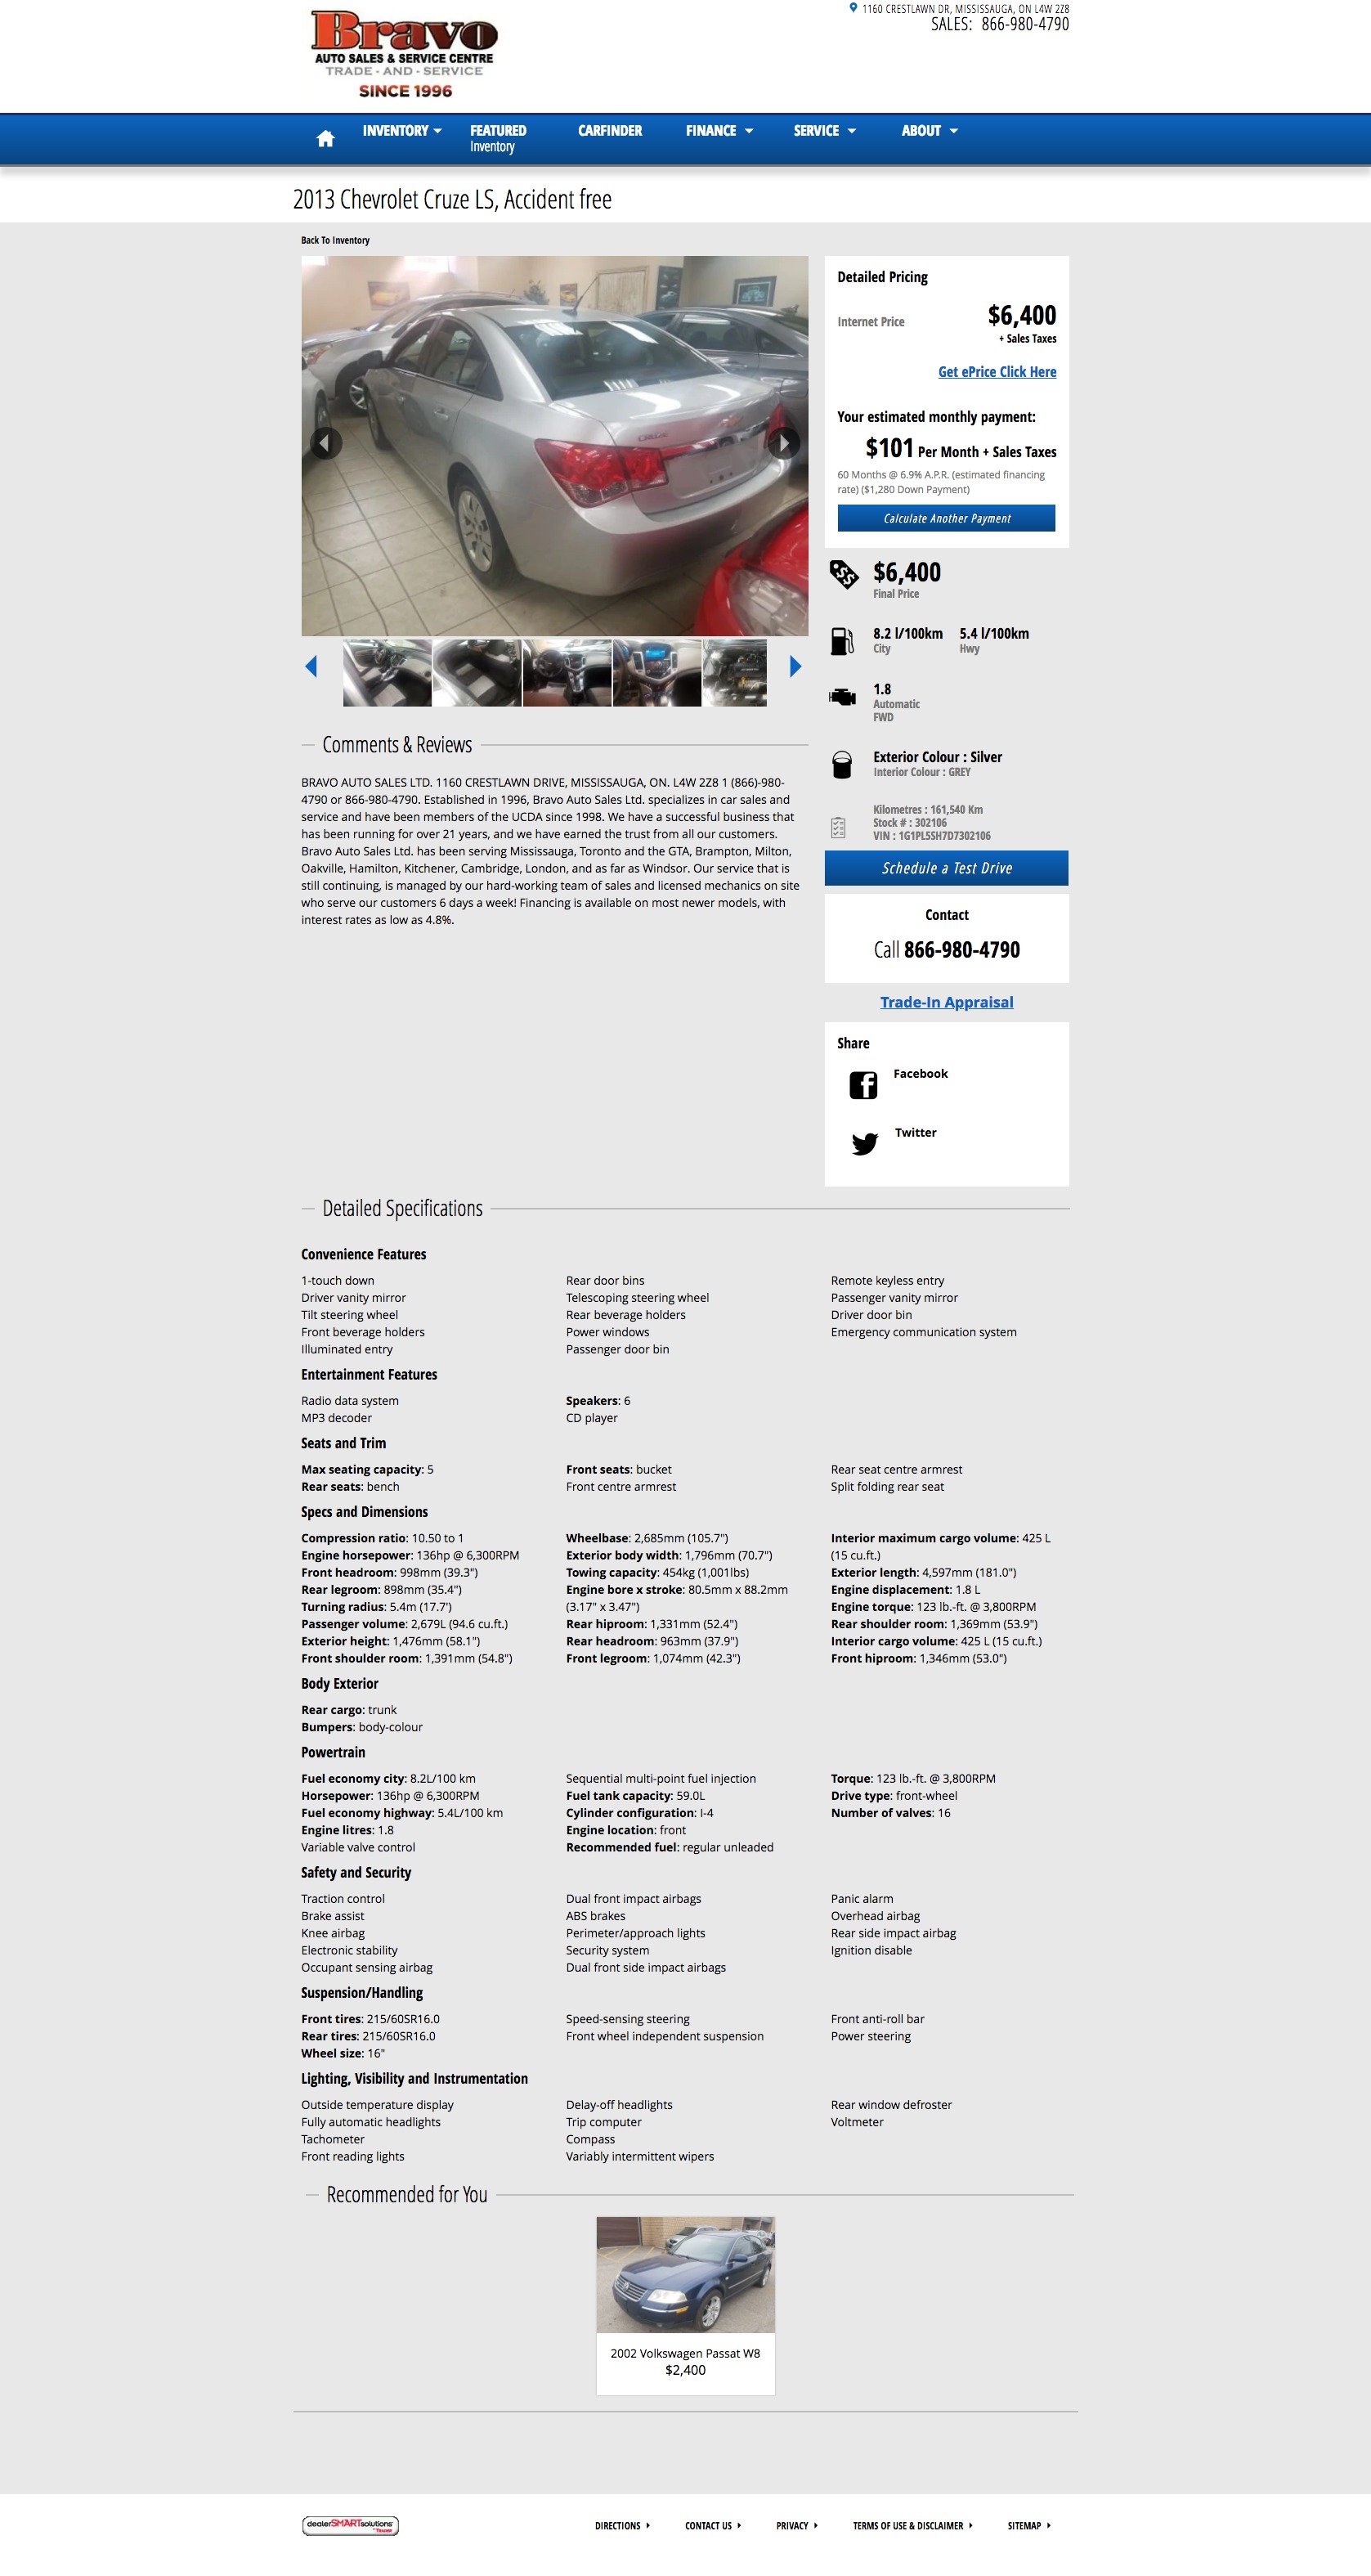 Bravo
AUTO SALES & SERVICE CENTRE
TRADE - AND - SERVICE
SINCE 1996
1160 CRESTLAWN DR, MISSISSAUGA, ON L4W 2Z8
SALES: 866-980-4790
INVENTORY
FEATURED
Inventory
CARFINDER
FINANCE
SERVICE
ABOUT
2013 Chevrolet Cruze LS, Accident free
Back To Inventory
CRUZE
Detailed Pricing
Internet Price
$6,400
+ Sales Taxes
Get ePrice Click Here
Your estimated monthly payment:
$101 Per Month + Sales Taxes
60 Months @ 6.9% A.P.R. (estimated financing
rate) ($1,280 Down Payment)
Calculate Another Payment
$6,400
Final Price
8.2 l/100km 5.4 l/100km
City Hwy
1.8
Automatic
FWD
Exterior Colour : Silver
Interior Colour : GREY
Kilometres : 161,540 Km
Stock # : 302106
VIN : 1G1PL5SH7D7302106
Schedule a Test Drive
Contact
Call 866-980-4790
Trade-In Appraisal
Share
Facebook
Twitter
Comments & Reviews
BRAVO AUTO SALES LTD. 1160 CRESTLAWN DRIVE, MISSISSAUGA, ON. L4W 2Z8 1 (866)-980-
4790 or 866-980-4790. Established in 1996, Bravo Auto Sales Ltd. specializes in car sales and
service and have been members of the UCDA since 1998. We have a successful business that
has been running for over 21 years, and we have earned the trust from all our customers.
Bravo Auto Sales Ltd. has been serving Mississauga, Toronto and the GTA, Brampton, Milton,
Oakville, Hamilton, Kitchener, Cambridge, London, and as far as Windsor. Our service that is
still continuing, is managed by our hard-working team of sales and licensed mechanics on site
who serve our customers 6 days a week! Financing is available on most newer models, with
interest rates as low as 4.8%.
Detailed Specifications
Convenience Features
1-touch down Rear door bins Remote keyless entry
Driver vanity mirror Telescoping steering wheel Passenger vanity mirror
Tilt steering wheel Rear beverage holders Driver door bin
Front beverage holders Power windows Emergency communication system
Illuminated entry Passenger door bin
Entertainment Features
Radio data system Speakers: 6
MP3 decoder CD player
Seats and Trim
Max seating capacity: 5 Front seats: bucket Rear seat centre armrest
Rear seats: bench Front centre armrest Split folding rear seat
Specs and Dimensions
Compression ratio: 10.50 to 1 Wheelbase: 2,685mm (105.7") Interior maximum cargo volume: 425 L
Engine horsepower: 136hp @ 6,300RPM Exterior body width: 1,796mm (70.7") (15 cu.ft.)
Front headroom: 998mm (39.3") Towing capacity: 454kg (1,001lbs) Exterior length: 4,597mm (181.0")
Rear legroom: 898mm (35.4") Engine bore x stroke: 80.5mm x 88.2mm Engine displacement: 1.8 L
Turning radius: 5.4m (17.7') (3.17" x 3.47") Engine torque: 123 lb.-ft. @ 3,800RPM
Passenger volume: 2,679L (94.6 cu.ft.) Rear hiproom: 1,331mm (52.4") Rear shoulder room: 1,369mm (53.9")
Exterior height: 1,476mm (58.1") Rear headroom: 963mm (37.9") Interior cargo volume: 425 L (15 cu.ft.)
Front shoulder room: 1,391mm (54.8") Front legroom: 1,074mm (42.3") Front hiproom: 1,346mm (53.0")
Body Exterior
Rear cargo: trunk
Bumpers: body-colour
Powertrain
Fuel economy city: 8.2L/100 km Sequential multi-point fuel injection Torque: 123 lb.-ft. @ 3,800RPM
Horsepower: 136hp @ 6,300RPM Fuel tank capacity: 59.0L Drive type: front-wheel
Fuel economy highway: 5.4L/100 km Cylinder configuration: I-4 Number of valves: 16
Engine litres: 1.8 Engine location: front
Variable valve control Recommended fuel: regular unleaded
Safety and Security
Traction control Dual front impact airbags Panic alarm
Brake assist ABS brakes Overhead airbag
Knee airbag Perimeter/approach lights Rear side impact airbag
Electronic stability Security system Ignition disable
Occupant sensing airbag Dual front side impact airbags
Suspension/Handling
Front tires: 215/60SR16.0 Speed-sensing steering Front anti-roll bar
Rear tires: 215/60SR16.0 Front wheel independent suspension Power steering
Wheel size: 16"
Lighting, Visibility and Instrumentation
Outside temperature display Delay-off headlights Rear window defroster
Fully automatic headlights Trip computer Voltmeter
Tachometer Compass
Front reading lights Variably intermittent wipers
Recommended for You
2002 Volkswagen Passat W8
$2,400
dealerSMARTsolutions
DIRECTIONS CONTACT US PRIVACY TERMS OF USE & DISCLAIMER SITEMAP